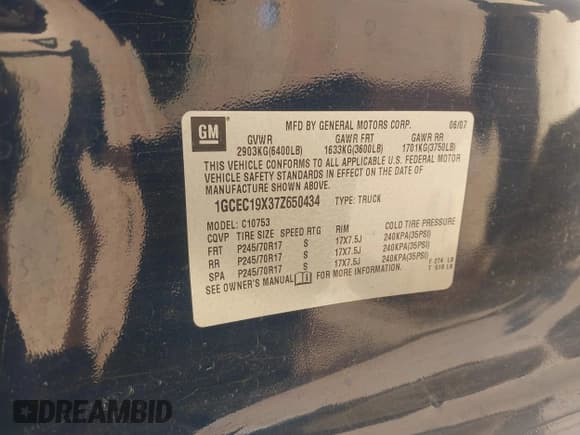 GM
MFD BY GENERAL MOTORS CORP. 06/07
GVWR GAWR FRT GAWR RR
2903KG(6400LB) 1633KG(3600LB) 1701KG(3750LB)
THIS VEHICLE CONFORMS TO ALL APPLICABLE U.S. FEDERAL MOTOR
VEHICLE SAFETY STANDARDS IN EFFECT ON THE DATE OF
MANUFACTURE SHOWN ABOVE.
1GCEC19X37Z650434 TYPE: TRUCK
MODEL: C10753
CQVP TIRE SIZE SPEED RTG RIM COLD TIRE PRESSURE
FRT P245/70R17 S 17X7.5J 240KPA(35PSI)
RR P245/70R17 S 17X7.5J 240KPA(35PSI)
SPA P245/70R17 S 17X7.5J 240KPA(35PSI)
SEE OWNER'S MANUAL FOR MORE INFORMATION.
DREAMBID